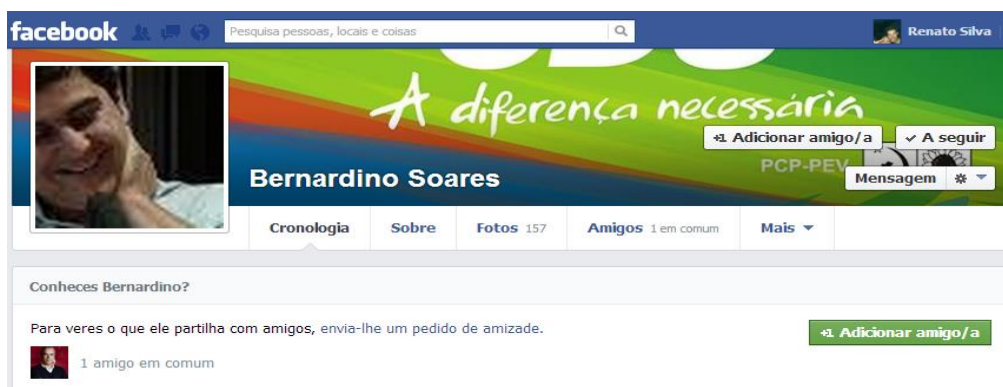 facebook Pesquisa pessoas, locais e coisas Renato Silva
A diferença necessária
+1 Adicionar amigo/a ✓ A seguir
PCP-PEV
Mensagem
Bernardino Soares
Cronologia Sobre Fotos 157 Amigos 1 em comum Mais
Conheces Bernardino?
Para veres o que ele partilha com amigos, envia-lhe um pedido de amizade.
+1 Adicionar amigo/a
1 amigo em comum